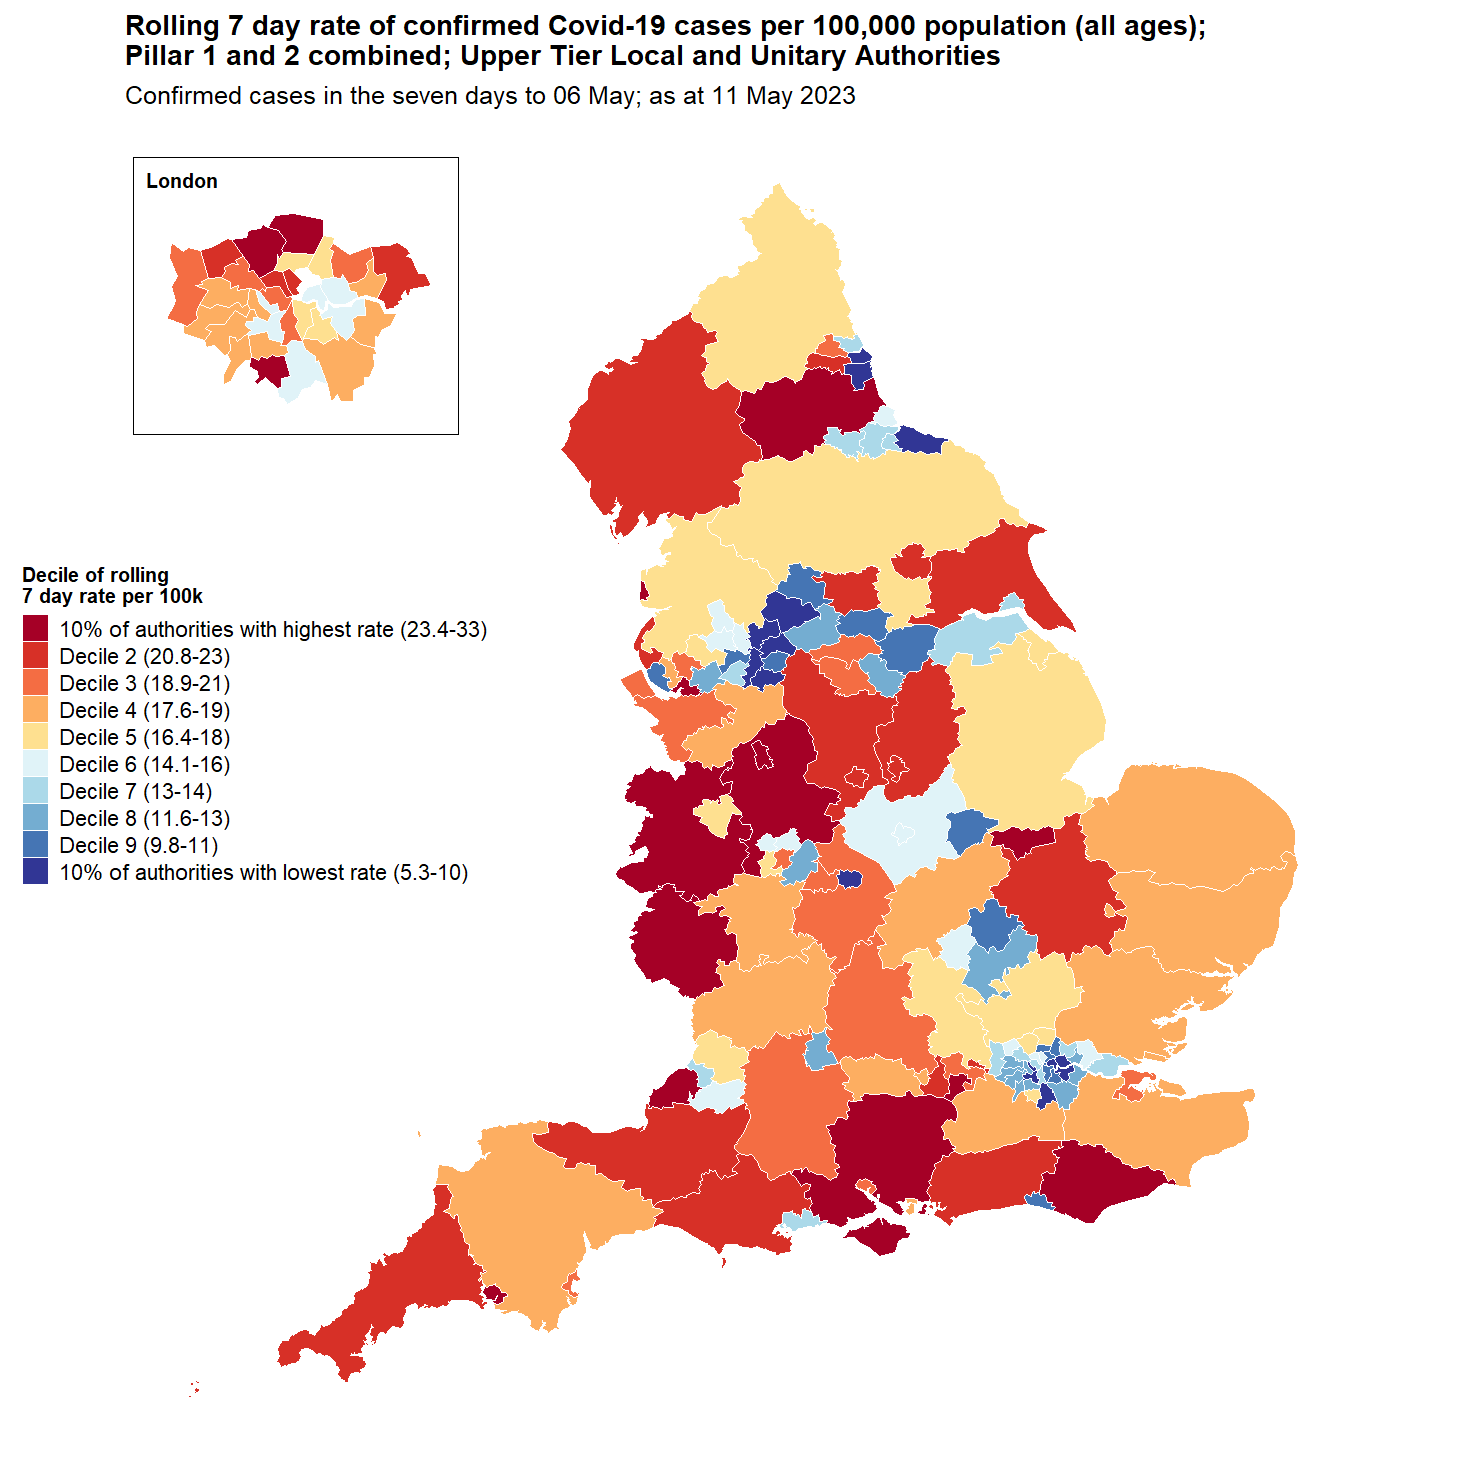 Rolling 7 day rate of confirmed Covid-19 cases per 100,000 population (all ages);
Pillar 1 and 2 combined; Upper Tier Local and Unitary Authorities
Confirmed cases in the seven days to 06 May; as at 11 May 2023
London
Decile of rolling
7 day rate per 100k
10% of authorities with highest rate (23.4-33)
Decile 2 (20.8-23)
Decile 3 (18.9-21)
Decile 4 (17.6-19)
Decile 5 (16.4-18)
Decile 6 (14.1-16)
Decile 7 (13-14)
Decile 8 (11.6-13)
Decile 9 (9.8-11)
10% of authorities with lowest rate (5.3-10)